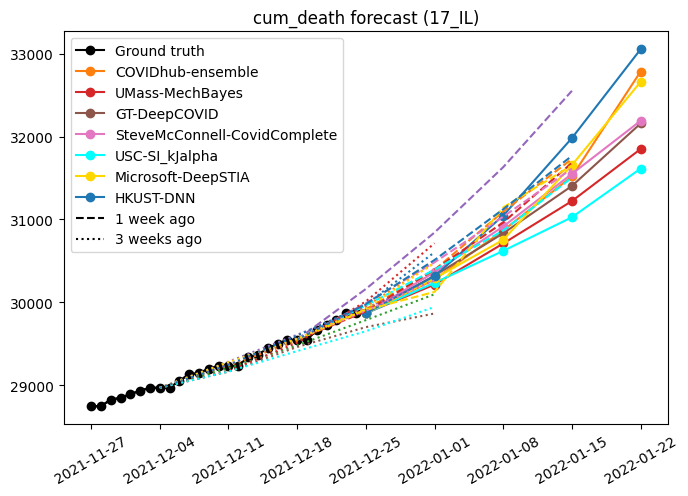 cum_death forecast (17_IL)
33000
32000
31000
30000
29000
Ground truth
COVIDhub-ensemble
UMass-MechBayes
GT-DeepCOVID
SteveMcConnell-CovidComplete
USC-SI_kJalpha
Microsoft-DeepSTIA
HKUST-DNN
1 week ago
3 weeks ago
2021-11-27
2021-12-04
2021-12-11
2021-12-18
2021-12-25
2022-01-01
2022-01-08
2022-01-15
2022-01-22